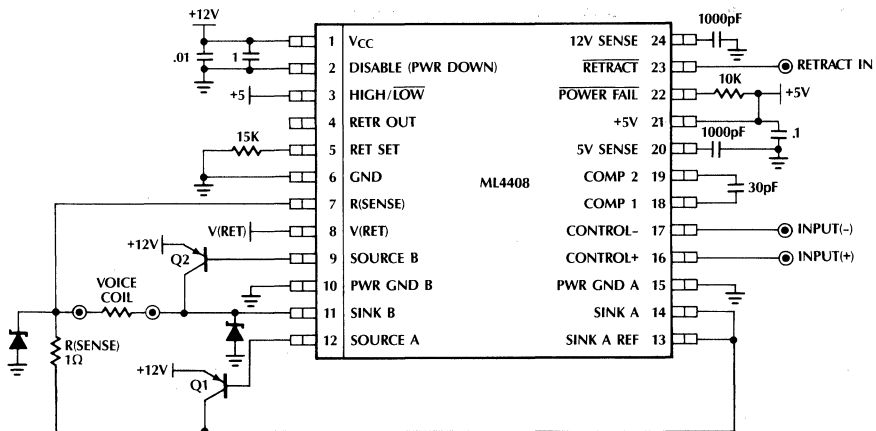 +12V
.01
1
+5
15K
V(RET)
+12V
Q2
VOICE
COIL
R(SENSE)
1Ω
+12V
Q1
1 VCC
2 DISABLE (PWR DOWN)
3 HIGH/LOW
4 RETR OUT
5 RET SET
6 GND
7 R(SENSE)
8 V(RET)
9 SOURCE B
10 PWR GND B
11 SINK B
12 SOURCE A
ML4408
12V SENSE 24
RETRACT 23
POWER FAIL 22
+5V 21
5V SENSE 20
COMP 2 19
COMP 1 18
CONTROL- 17
CONTROL+ 16
PWR GND A 15
SINK A 14
SINK A REF 13
1000pF
RETRACT IN
10K
+5V
.1
1000pF
30pF
INPUT(-)
INPUT(+)